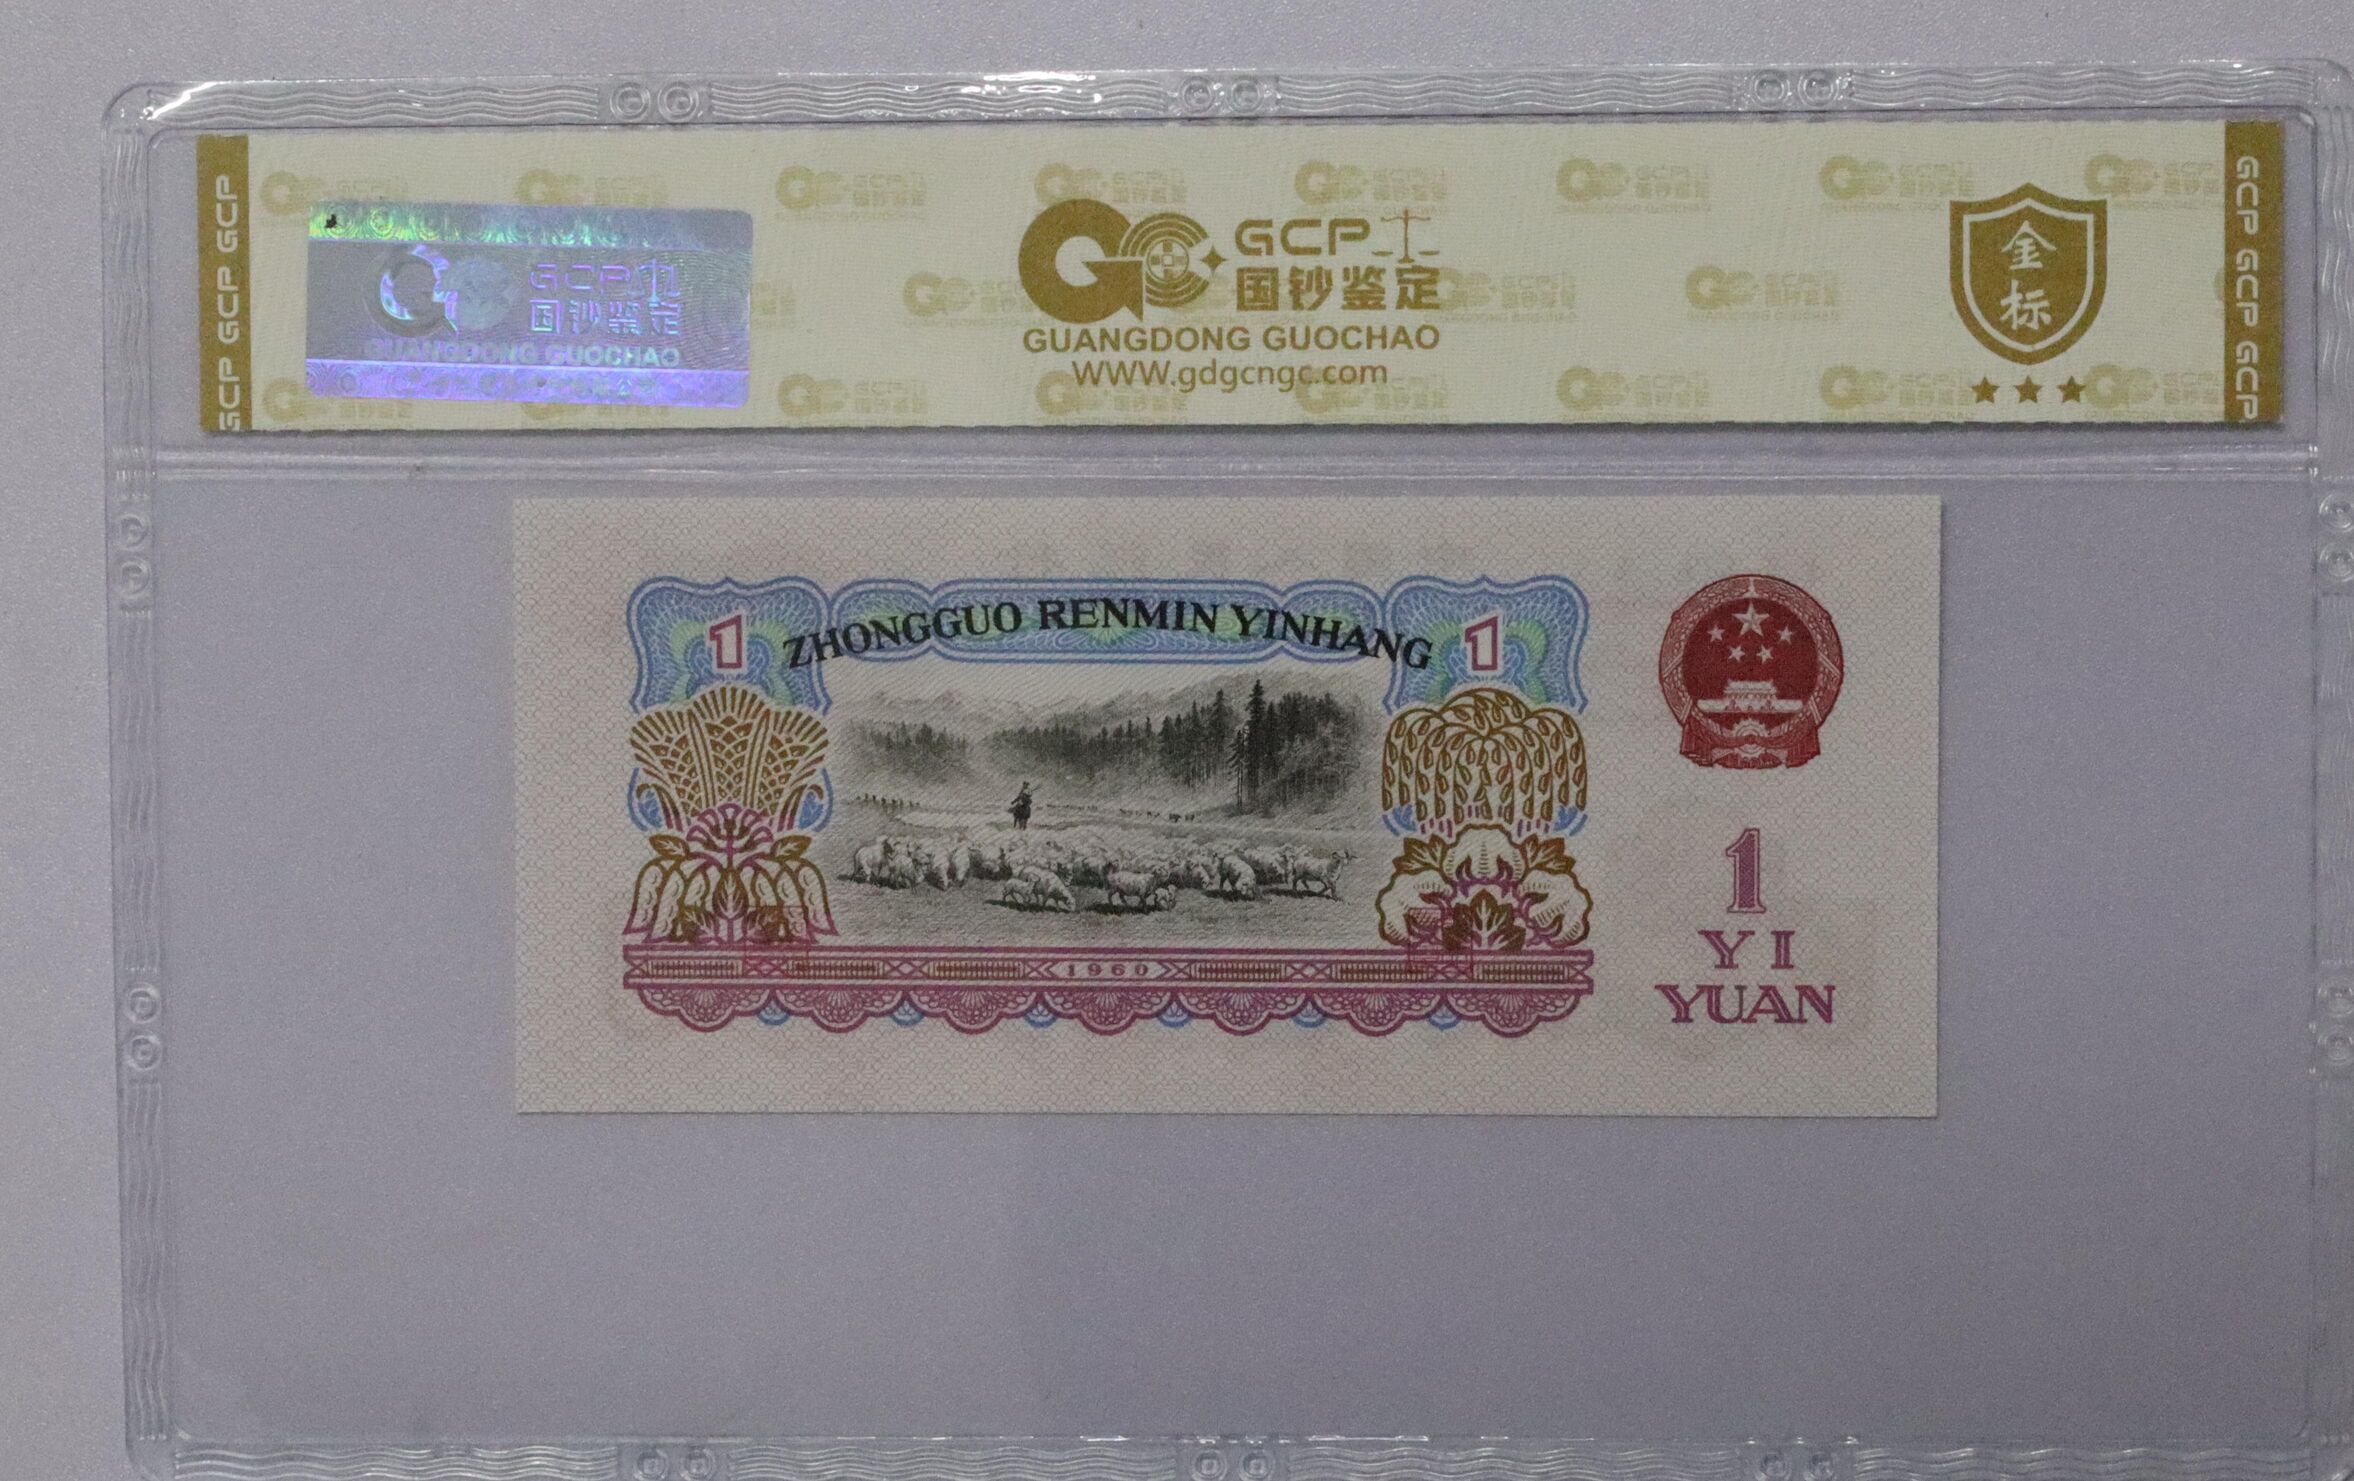 GCP GCP GCP
GCP
国钞鉴定
GUANGDONG GUOCHAO
GCP
国钞鉴定
GUANGDONG GUOCHAO
www.gdgcngc.com
金
标
GCP GCP GCP
ZHONGGUO RENMIN YINHANG
1
1
1960
1
YI
YUAN